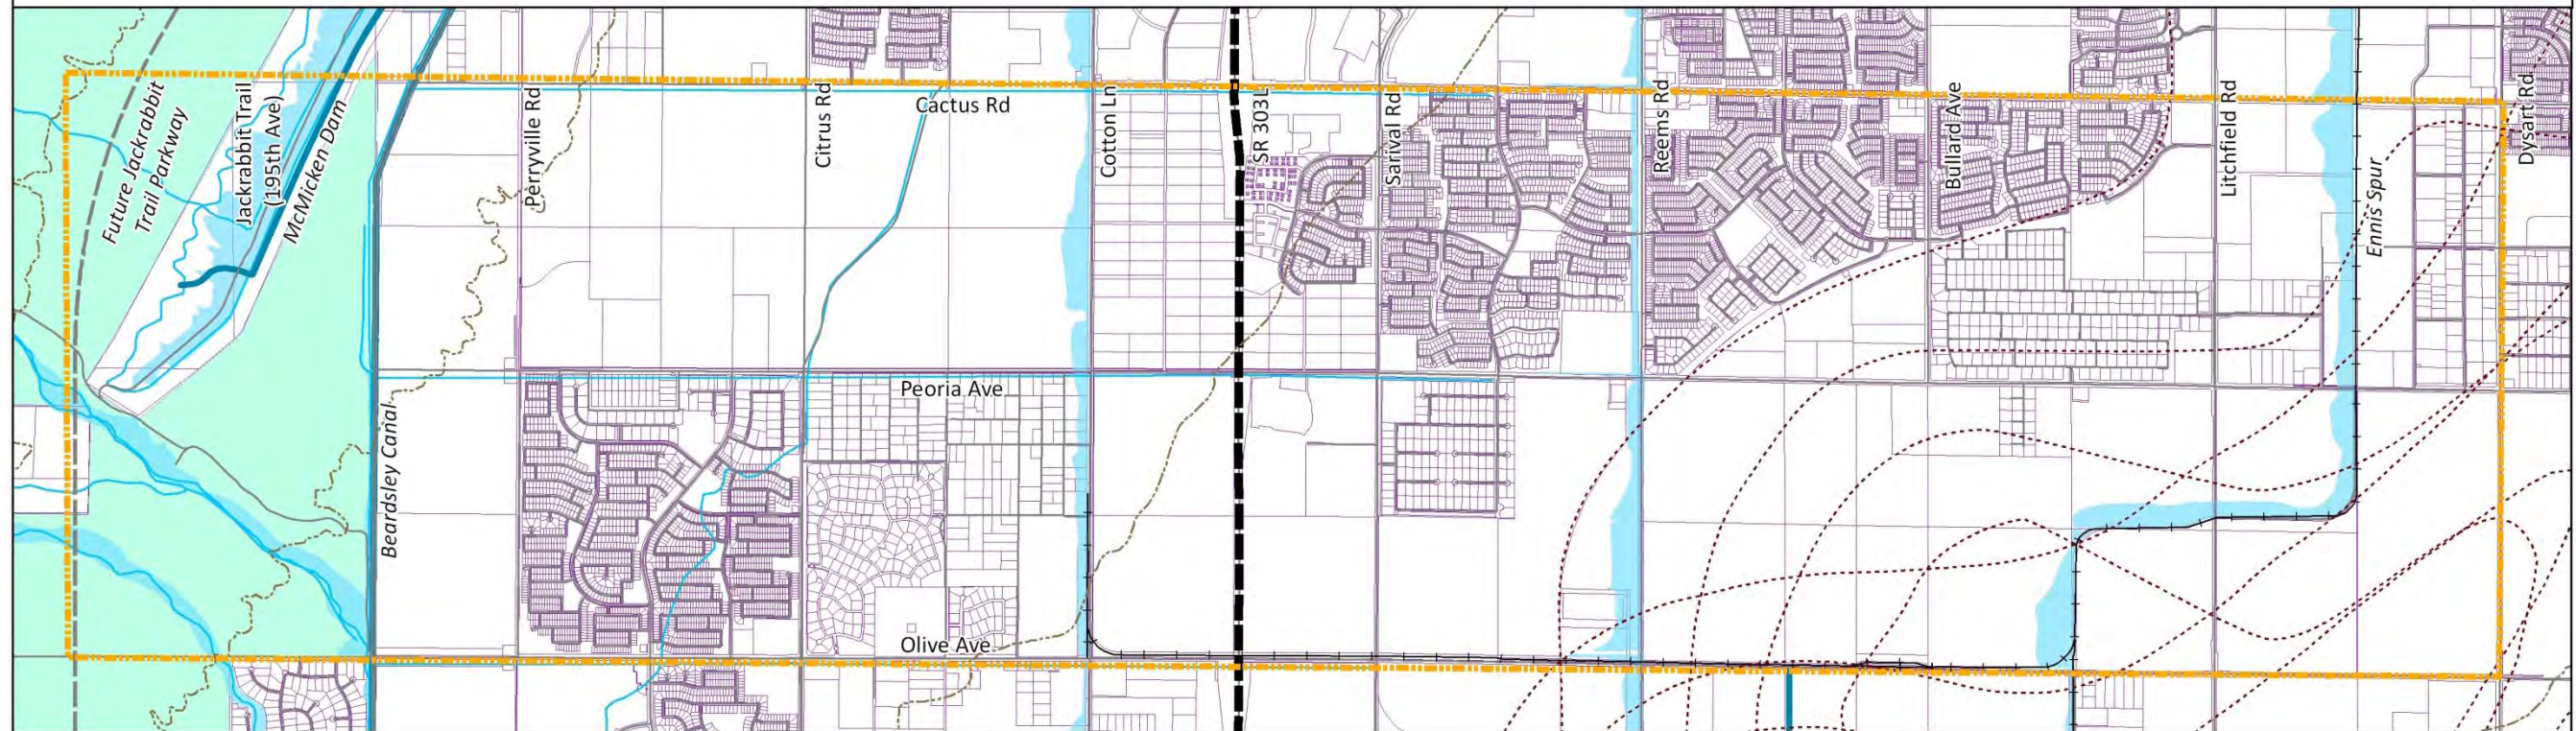 Future Jackrabbit
Trail Parkway
Jackrabbit Trail
(195th Ave)
McMicken Dam
Beardsley Canal
Perryville Rd
Citrus Rd
Cactus Rd
Cotton Ln
SR 303L
Sarival Rd
Reems Rd
Bullard Ave
Litchfield Rd
Ennis Spur
Dysart Rd
Peoria Ave
Olive Ave